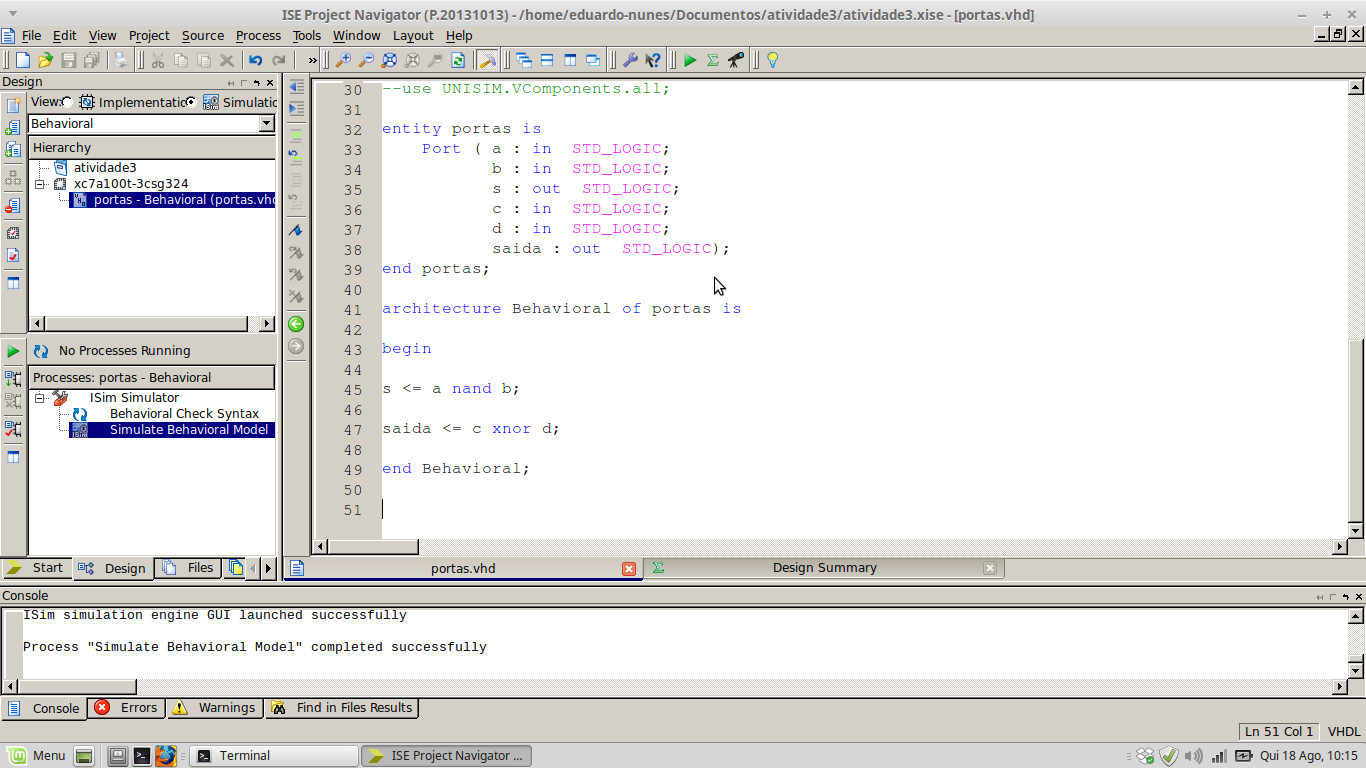 ISE Project Navigator (P.20131013) - /home/eduardo-nunes/Documentos/atividade3/atividade3.xise - [portas.vhd]
File Edit View Project Source Process Tools Window Layout Help
»
Design
View: Implementatic Simulatic
Behavioral
Hierarchy
atividade3
xc7a100t-3csg324
portas - Behavioral (portas.vhd
No Processes Running
Processes: portas - Behavioral
ISim Simulator
Behavioral Check Syntax
Simulate Behavioral Model
Start Design Files
30 --use UNISIM.VComponents.all;
31
32 entity portas is
33 Port ( a : in STD_LOGIC;
34 b : in STD_LOGIC;
35 s : out STD_LOGIC;
36 c : in STD_LOGIC;
37 d : in STD_LOGIC;
38 saida : out STD_LOGIC);
39 end portas;
40
41 architecture Behavioral of portas is
42
43 begin
44
45 s <= a nand b;
46
47 saida <= c xnor d;
48
49 end Behavioral;
50
51
portas.vhd Design Summary
Console
ISim simulation engine GUI launched successfully
Process "Simulate Behavioral Model" completed successfully
Console Errors Warnings Find in Files Results
Ln 51 Col 1 VHDL
Menu Terminal ISE Project Navigator ... Qui 18 Ago, 10:15